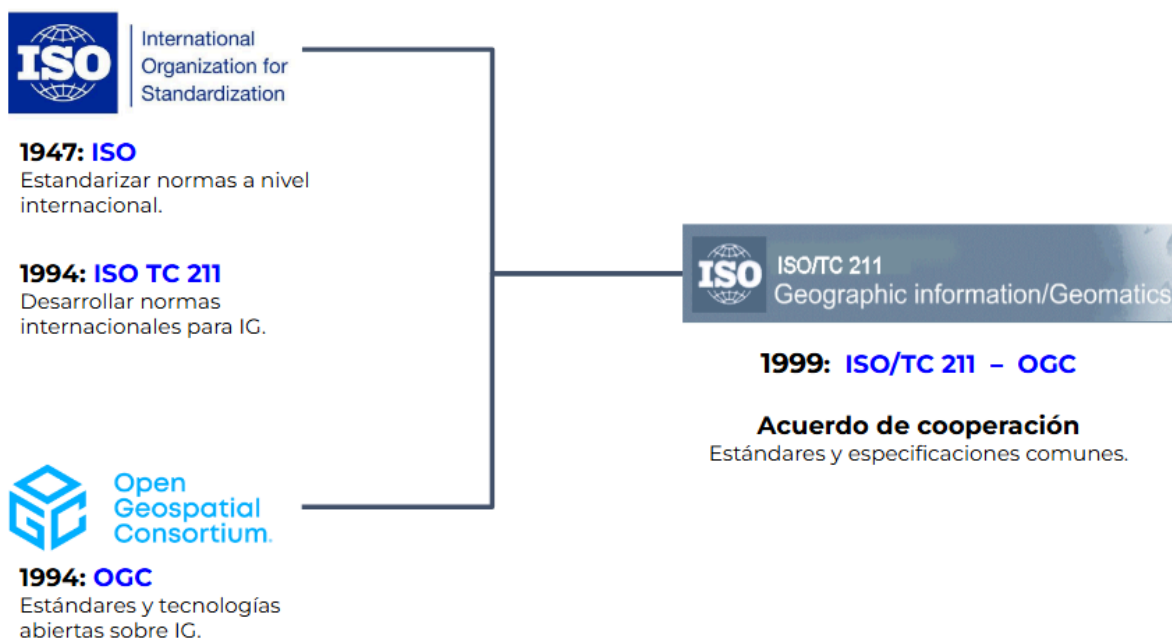 ISO
International
Organization for
Standardization
1947: ISO
Estandarizar normas a nivel
internacional.
1994: ISO TC 211
Desarrollar normas
internacionales para IG.
OGC
Open
Geospatial
Consortium.
1994: OGC
Estándares y tecnologías
abiertas sobre IG.
ISO
ISO/TC 211
Geographic information/Geomatics
1999: ISO/TC 211 – OGC
Acuerdo de cooperación
Estándares y especificaciones comunes.